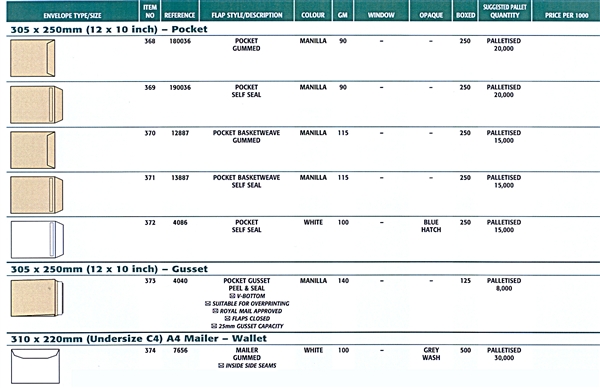 ENVELOPE TYPE/SIZE ITEM NO REFERENCE FLAP STYLE/DESCRIPTION COLOUR GM WINDOW OPAQUE BOXED SUGGESTED PALLET QUANTITY PRICE PER 1000
305 x 250mm (12 x 10 inch) – Pocket
368 180036 POCKET MANILLA 90 – – 250 PALLETISED
GUMMED 20,000
369 190036 POCKET MANILLA 90 – – 250 PALLETISED
SELF SEAL 20,000
370 12887 POCKET BASKETWEAVE MANILLA 115 – – 250 PALLETISED
GUMMED 15,000
371 13887 POCKET BASKETWEAVE MANILLA 115 – – 250 PALLETISED
SELF SEAL 15,000
372 4086 POCKET WHITE 100 – BLUE 250 PALLETISED
SELF SEAL HATCH 15,000
305 x 250mm (12 x 10 inch) – Gusset
373 4040 POCKET GUSSET MANILLA 140 – – 125 PALLETISED
PEEL & SEAL 8,000
V-BOTTOM
SUITABLE FOR OVERPRINTING
ROYAL MAIL APPROVED
FLAPS CLOSED
25mm GUSSET CAPACITY
310 x 220mm (Undersize C4) A4 Mailer – Wallet
374 7656 MAILER WHITE 100 – GREY 500 PALLETISED
GUMMED WASH 30,000
INSIDE SIDE SEAMS